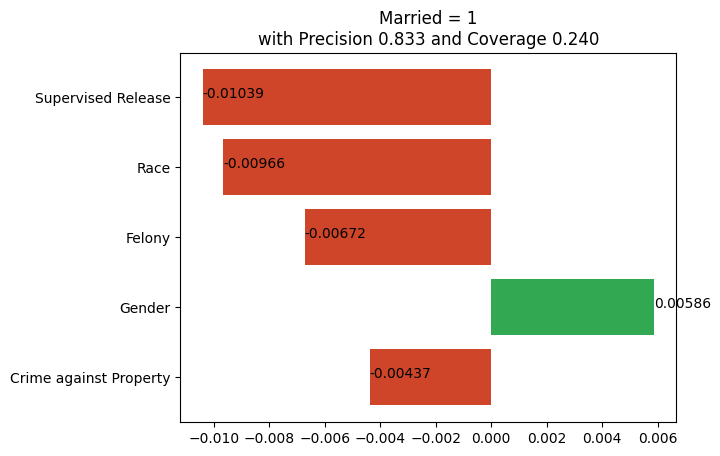 Married = 1
with Precision 0.833 and Coverage 0.240
Supervised Release
-0.01039
Race
-0.00966
Felony
-0.00672
Gender
0.00586
Crime against Property
-0.00437
−0.010 −0.008 −0.006 −0.004 −0.002 0.000 0.002 0.004 0.006